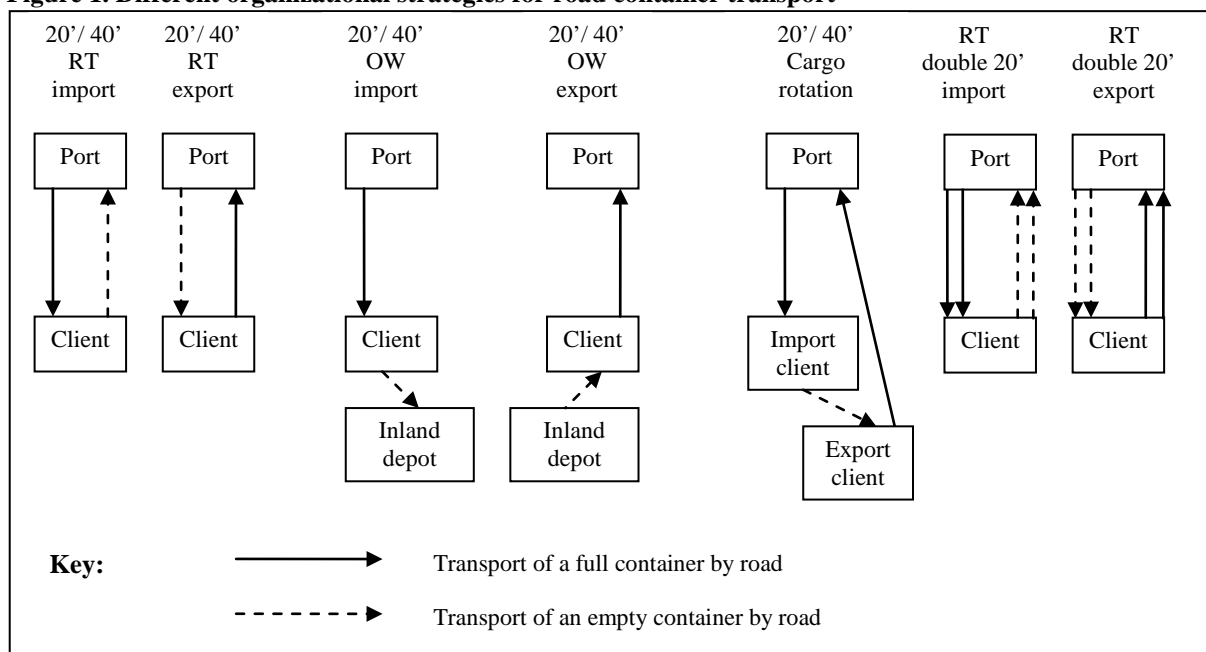 Figure 1. Different organizational strategies for road container transport
20’/ 40’
RT
import
20’/ 40’
RT
export
20’/ 40’
OW
import
20’/ 40’
OW
export
20’/ 40’
Cargo
rotation
RT
double 20’
import
RT
double 20’
export
Port
Port
Port
Port
Port
Port
Port
Client
Client
Client
Client
Import
client
Client
Client
Inland
depot
Inland
depot
Export
client
Key:
Transport of a full container by road
Transport of an empty container by road